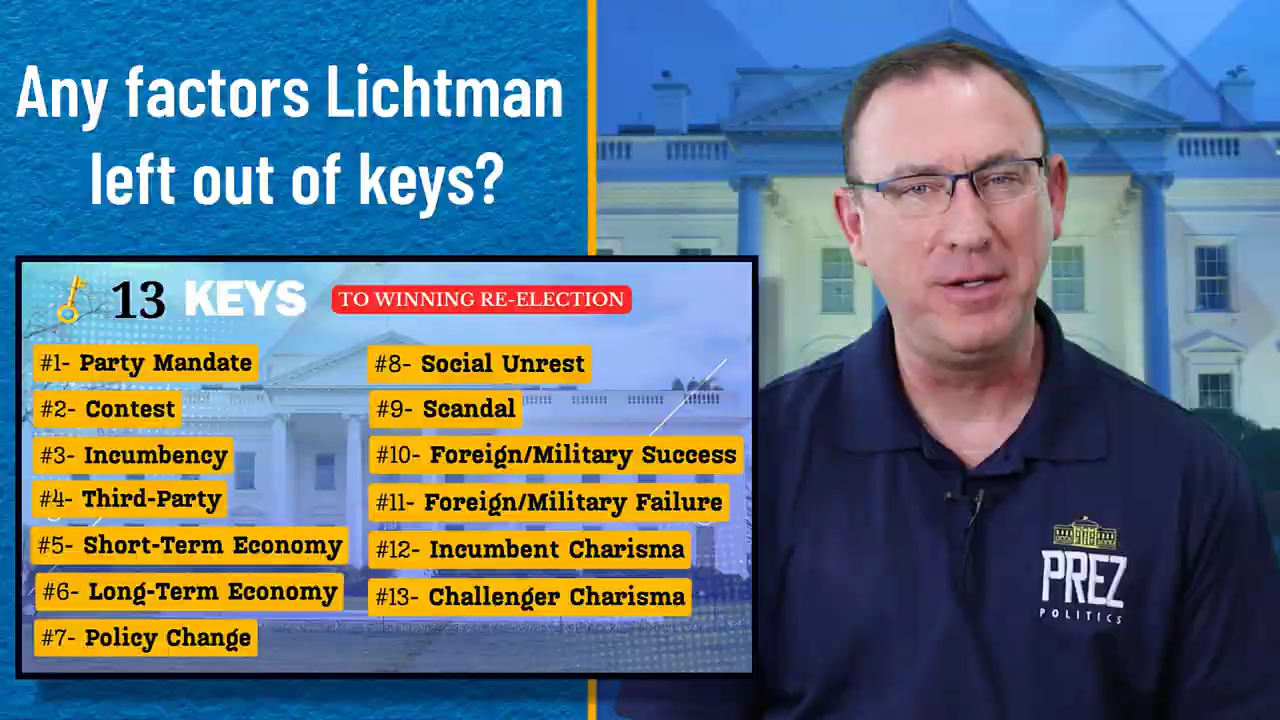 Any factors Lichtman
left out of keys?
13 KEYS TO WINNING RE-ELECTION
#1- Party Mandate
#2- Contest
#3- Incumbency
#4- Third-Party
#5- Short-Term Economy
#6- Long-Term Economy
#7- Policy Change
#8- Social Unrest
#9- Scandal
#10- Foreign/Military Success
#11- Foreign/Military Failure
#12- Incumbent Charisma
#13- Challenger Charisma
PREZ
POLITICS